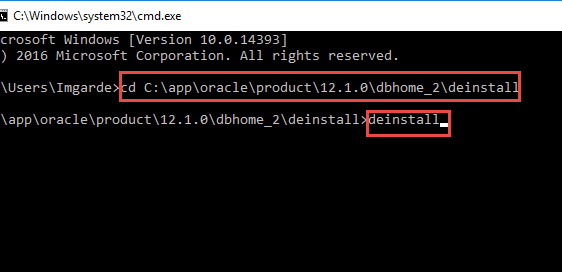 C:\Windows\system32\cmd.exe
crosoft Windows [Version 10.0.14393]
) 2016 Microsoft Corporation. All rights reserved.
\Users\Imgarde>cd C:\app\oracle\product\12.1.0\dbhome_2\deinstall
\app\oracle\product\12.1.0\dbhome_2\deinstall>deinstall